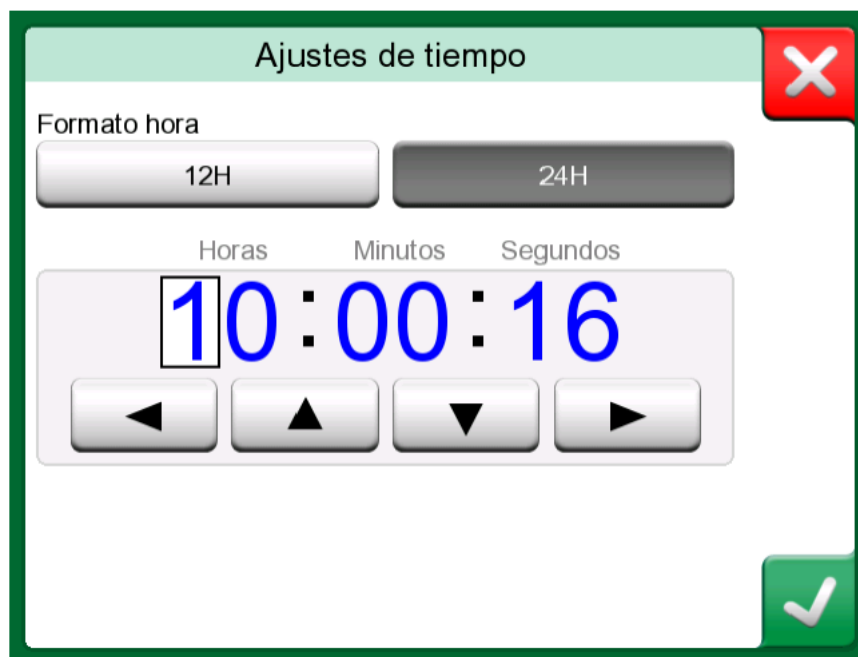 Ajustes de tiempo
Formato hora
12H 24H
Horas Minutos Segundos
10:00:16